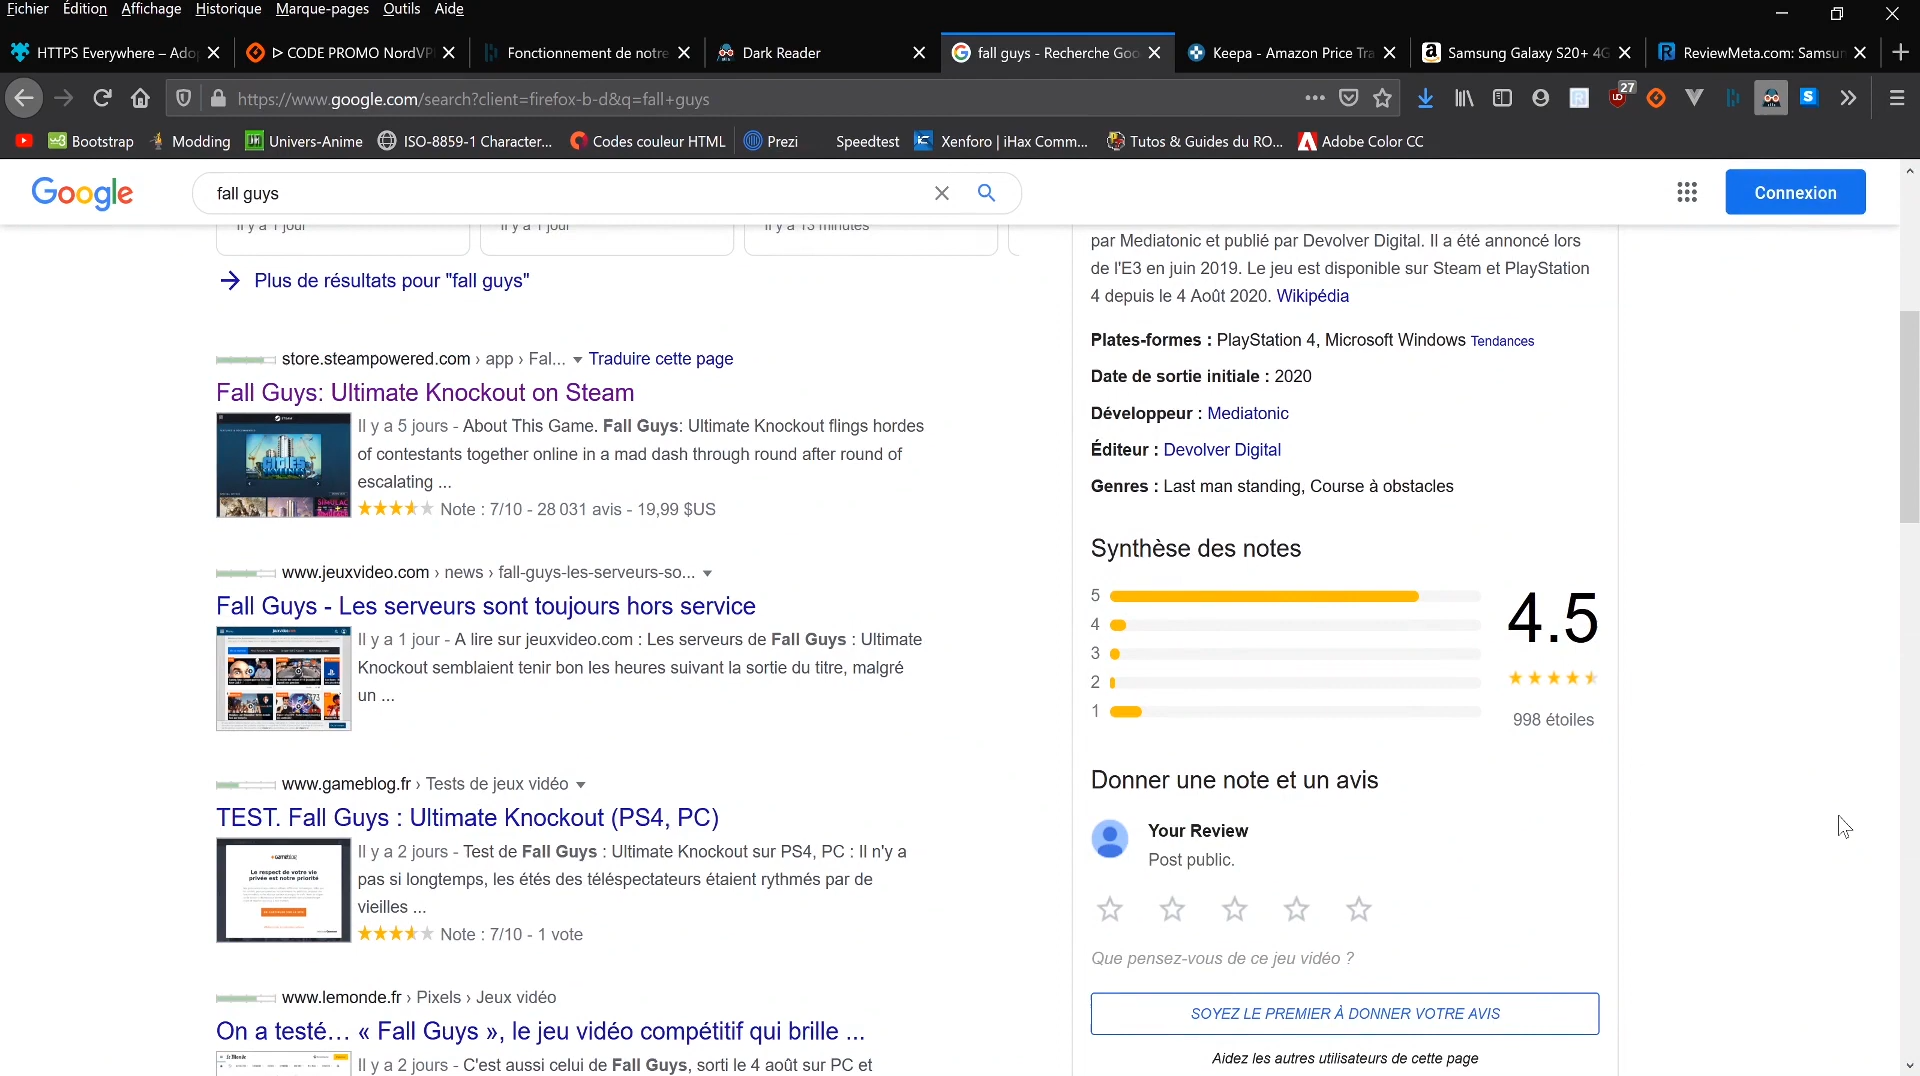 Fichier Édition Affichage Historique Marque-pages Outils Aide
HTTPS Everywhere – Ado
ᐅ CODE PROMO NordVP
Fonctionnement de notre
Dark Reader
fall guys - Recherche Goo
Keepa - Amazon Price Tra
Samsung Galaxy S20+ 4G
ReviewMeta.com: Samsun
https://www.google.com/search?client=firefox-b-d&q=fall+guys
27
Bootstrap Modding Univers-Anime ISO-8859-1 Character... Codes couleur HTML Prezi Speedtest Xenforo | iHax Comm... Tutos & Guides du RO... Adobe Color CC
Google
fall guys
Connexion
Il y a 1 jour
Il y a 1 jour
Il y a 13 minutes
Plus de résultats pour "fall guys"
store.steampowered.com › app › Fal... Traduire cette page
Fall Guys: Ultimate Knockout on Steam
Il y a 5 jours - About This Game. Fall Guys: Ultimate Knockout flings hordes
of contestants together online in a mad dash through round after round of
escalating ...
Note : 7/10 - 28 031 avis - 19,99 $US
www.jeuxvideo.com › news › fall-guys-les-serveurs-so...
Fall Guys - Les serveurs sont toujours hors service
Il y a 1 jour - A lire sur jeuxvideo.com : Les serveurs de Fall Guys : Ultimate
Knockout semblaient tenir bon les heures suivant la sortie du titre, malgré
un ...
www.gameblog.fr › Tests de jeux vidéo
TEST. Fall Guys : Ultimate Knockout (PS4, PC)
Le respect de votre vie
privée est notre priorité
Il y a 2 jours - Test de Fall Guys : Ultimate Knockout sur PS4, PC : Il n'y a
pas si longtemps, les étés des téléspectateurs étaient rythmés par de
vieilles ...
Note : 7/10 - 1 vote
www.lemonde.fr › Pixels › Jeux vidéo
On a testé... « Fall Guys », le jeu vidéo compétitif qui brille ...
Il y a 2 jours - C'est aussi celui de Fall Guys, sorti le 4 août sur PC et
par Mediatonic et publié par Devolver Digital. Il a été annoncé lors
de l'E3 en juin 2019. Le jeu est disponible sur Steam et PlayStation
4 depuis le 4 Août 2020. Wikipédia
Plates-formes : PlayStation 4, Microsoft Windows Tendances
Date de sortie initiale : 2020
Développeur : Mediatonic
Éditeur : Devolver Digital
Genres : Last man standing, Course à obstacles
Synthèse des notes
5
4
3
2
1
4.5
998 étoiles
Donner une note et un avis
Your Review
Post public.
Que pensez-vous de ce jeu vidéo ?
SOYEZ LE PREMIER À DONNER VOTRE AVIS
Aidez les autres utilisateurs de cette page